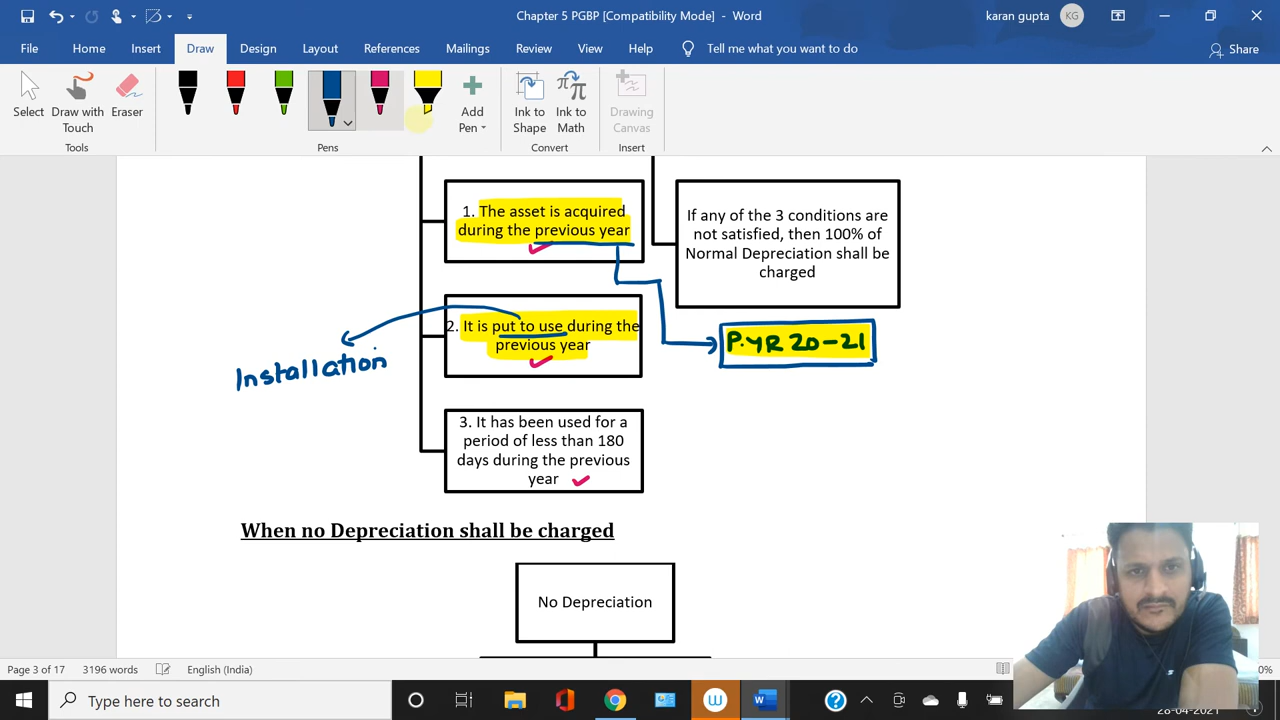 Chapter 5 PGBP [Compatibility Mode] - Word
karan gupta
KG
File Home Insert Draw Design Layout References Mailings Review View Help Tell me what you want to do
Share
Select
Draw with Touch
Eraser
Add Pen
Ink to Shape
Ink to Math
Drawing Canvas
Tools
Pens
Convert
Insert
1. The asset is acquired
during the previous year
If any of the 3 conditions are
not satisfied, then 100% of
Normal Depreciation shall be
charged
2. It is put to use during the
previous year
P.YR 20-21
Installation
3. It has been used for a
period of less than 180
days during the previous
year
When no Depreciation shall be charged
No Depreciation
Page 3 of 17 3196 words English (India)
0%
Type here to search
28-04-2021